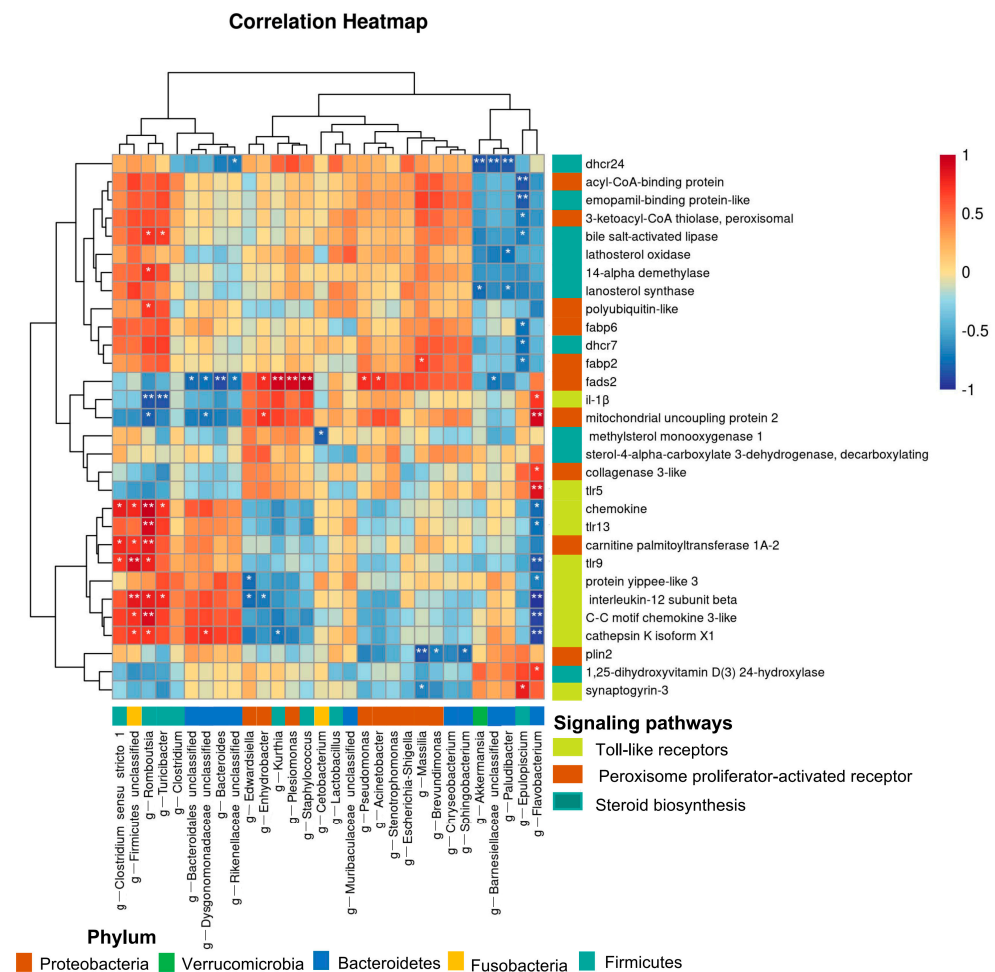 Correlation Heatmap
dhcr24
acyl-CoA-binding protein
emopamil-binding protein-like
3-ketoacyl-CoA thiolase, peroxisomal
bile salt-activated lipase
lathosterol oxidase
14-alpha demethylase
lanosterol synthase
polyubiquitin-like
fabp6
dhcr7
fabp2
fads2
il-1β
mitochondrial uncoupling protein 2
methylsterol monooxygenase 1
sterol-4-alpha-carboxylate 3-dehydrogenase, decarboxylating
collagenase 3-like
tlr5
chemokine
tlr13
carnitine palmitoyltransferase 1A-2
tlr9
protein yippee-like 3
interleukin-12 subunit beta
C-C motif chemokine 3-like
cathepsin K isoform X1
plin2
1,25-dihydroxyvitamin D(3) 24-hydroxylase
synaptogyrin-3
1
0.5
0
-0.5
-1
g—Clostridium sensu stricto 1
g—Firmicutes unclassified
g—Romboutsia
g—Turicibacter
g—Clostridium
g—Bacteroidales unclassified
g—Dysgonomonadaceae unclassified
g—Bacteroides
g—Rikenellaceae unclassified
g—Edwardsiella
g—Enhydrobacter
g—Kurthia
g—Plesiomonas
g—Staphylococcus
g—Cetobacterium
g—Lactobacillus
g—Muribaculaceae unclassified
g—Pseudomonas
g—Acinetobacter
g—Stenotrophomonas
g—Escherichia-Shigella
g—Massilia
g—Brevundimonas
g—Chryseobacterium
g—Sphingobacterium
g—Akkermansia
g—Barnesiellaceae unclassified
g—Paludibacter
g—Epulopiscium
g—Flavobacterium
Signaling pathways
Toll-like receptors
Peroxisome proliferator-activated receptor
Steroid biosynthesis
Phylum
Proteobacteria
Verrucomicrobia
Bacteroidetes
Fusobacteria
Firmicutes